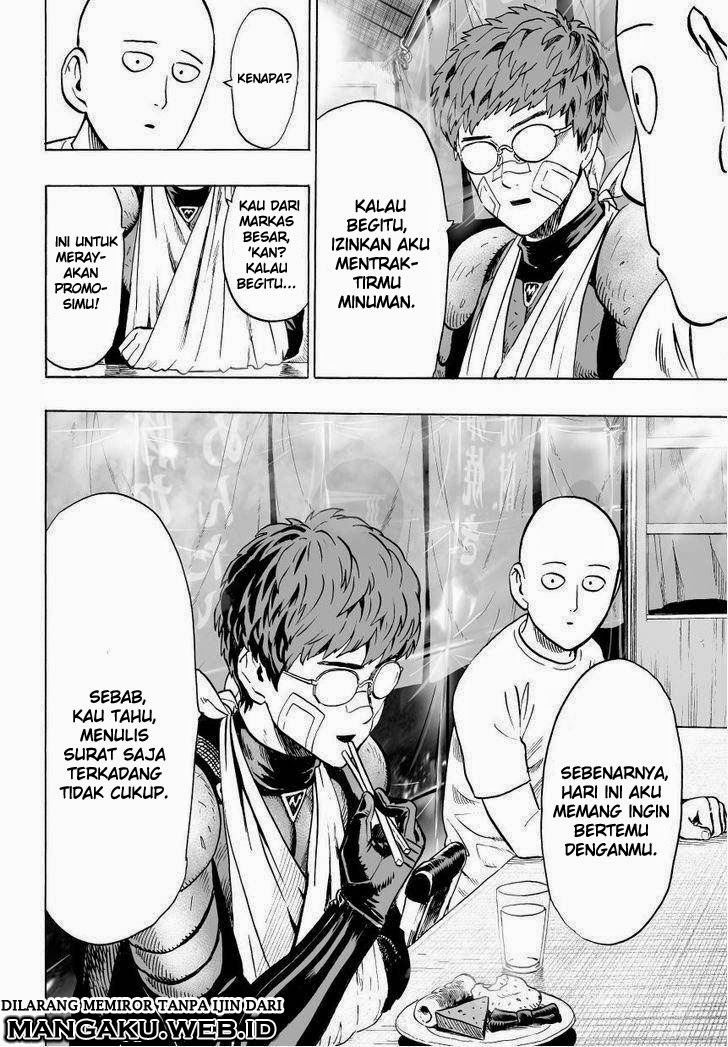 KALAU
BEGITU,
IZINKAN AKU
MENTRAK-
TIRMU
MINUMAN.
KENAPA?
KAU DARI
MARKAS
BESAR,
'KAN?
KALAU
BEGITU...
INI UNTUK
MERAY-
AKAN
PROMO-
SIMU!
SEBENARNYA,
HARI INI AKU
MEMANG INGIN
BERTEMU
DENGANMU.
SEBAB,
KAU TAHU,
MENULIS
SURAT SAJA
TERKADANG
TIDAK CUKUP.
DILARANG MEMIROR TANPA IJIN DARI
MANGAKU.WEB.ID